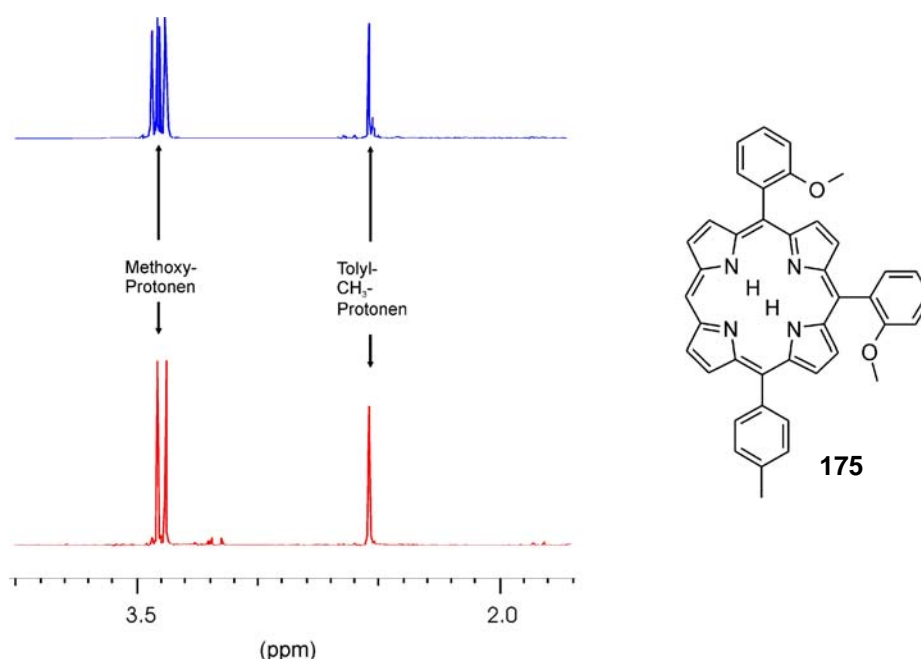 Methoxy-
Protonen
Tolyl-
CH₃-
Protonen
3.5
2.0
(ppm)
O
N
N
H
H
N
N
O
175